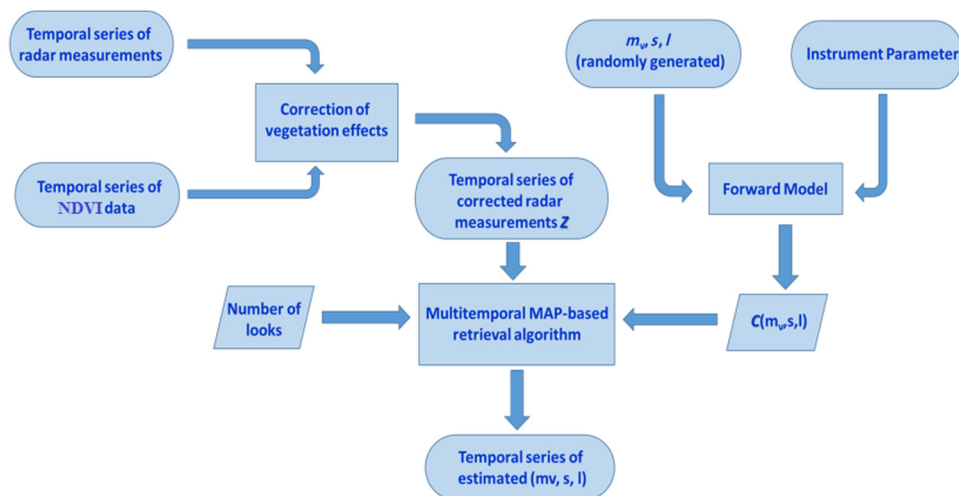 Temporal series of
radar measurements
m_v, s, l
(randomly generated)
Instrument Parameter
Correction of
vegetation effects
Temporal series of
NDVI data
Temporal series of
corrected radar
measurements Z
Forward Model
Number of
looks
Multitemporal MAP-based
retrieval algorithm
C(m_v,s,l)
Temporal series of
estimated (mv, s, l)